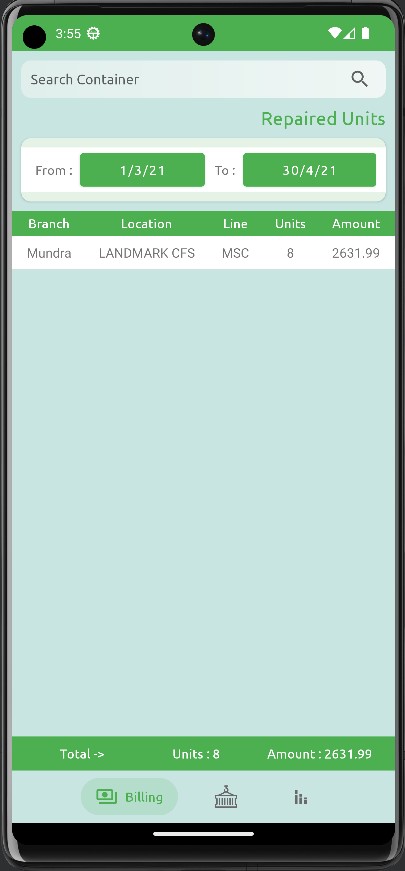 3:55
Search Container
Repaired Units
From : 1/3/21 To : 30/4/21
Branch Location Line Units Amount
Mundra LANDMARK CFS MSC 8 2631.99
Total -> Units : 8 Amount : 2631.99
Billing